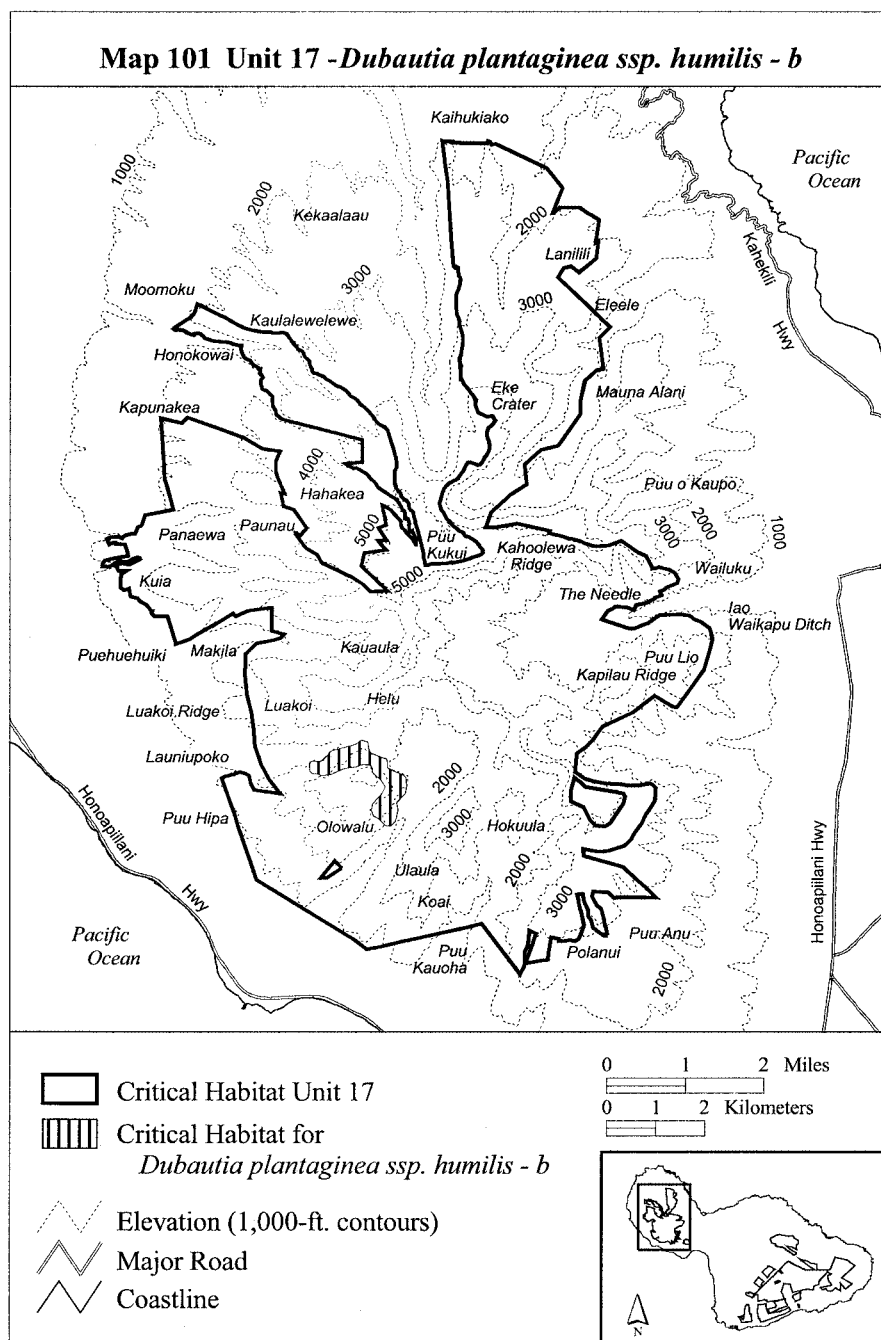 Map 101 Unit 17 -Dubautia plantaginea ssp. humilis - b
Kaihukiako
Pacific
Ocean
1000
2000
Kekaalaau
2000
Kahekili
Hwy
Lanilili
3000
Moomoku
3000
Eleele
Kaulalewelewe
Honokowai
Eke
Crater
Mauna Alani
Kapunakea
4000
Hahakea
Puu o Kaupo
3000
2000
1000
Panaewa
Paunau
5000
Puu
Kukui
Kahoolewa
Ridge
Wailuku
5000
Kuia
The Needle
Iao
Waikapu Ditch
Puehuehuiki
Makila
Kauaula
Puu Lio
Kapilau Ridge
Luakoi Ridge
Luakoi
Helu
Launiupoko
2000
Puu Hipa
Olowalu
3000
Hokuula
Honoapiilani
Hwy
Ulaula
2000
Koai
3000
Honoapiilani Hwy
Puu
Kauoha
Polanui
Puu Anu
2000
Pacific
Ocean
Critical Habitat Unit 17
Critical Habitat for
Dubautia plantaginea ssp. humilis - b
Elevation (1,000-ft. contours)
Major Road
Coastline
0 1 2 Miles
0 1 2 Kilometers
N